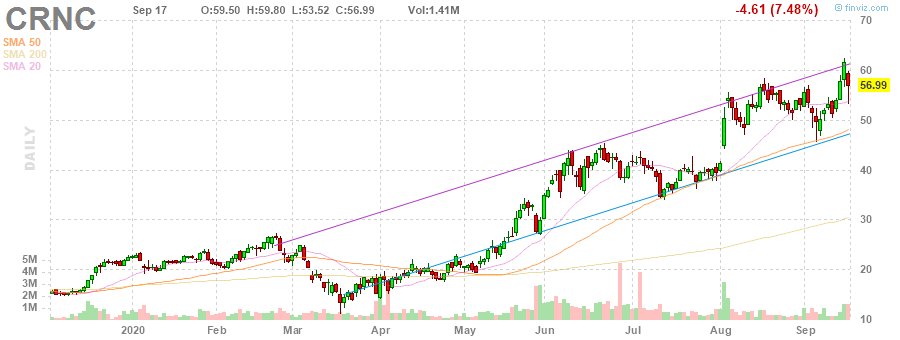 CRNC
Sep 17 O:59.50 H:59.80 L:53.52 C:56.99 Vol:1.41M
-4.61 (7.48%)
© finviz.com
SMA 50
SMA 200
SMA 20
DAILY
70
60
56.99
50
40
30
20
10
5M
4M
3M
2M
1M
2020 Feb Mar Apr May Jun Jul Aug Sep